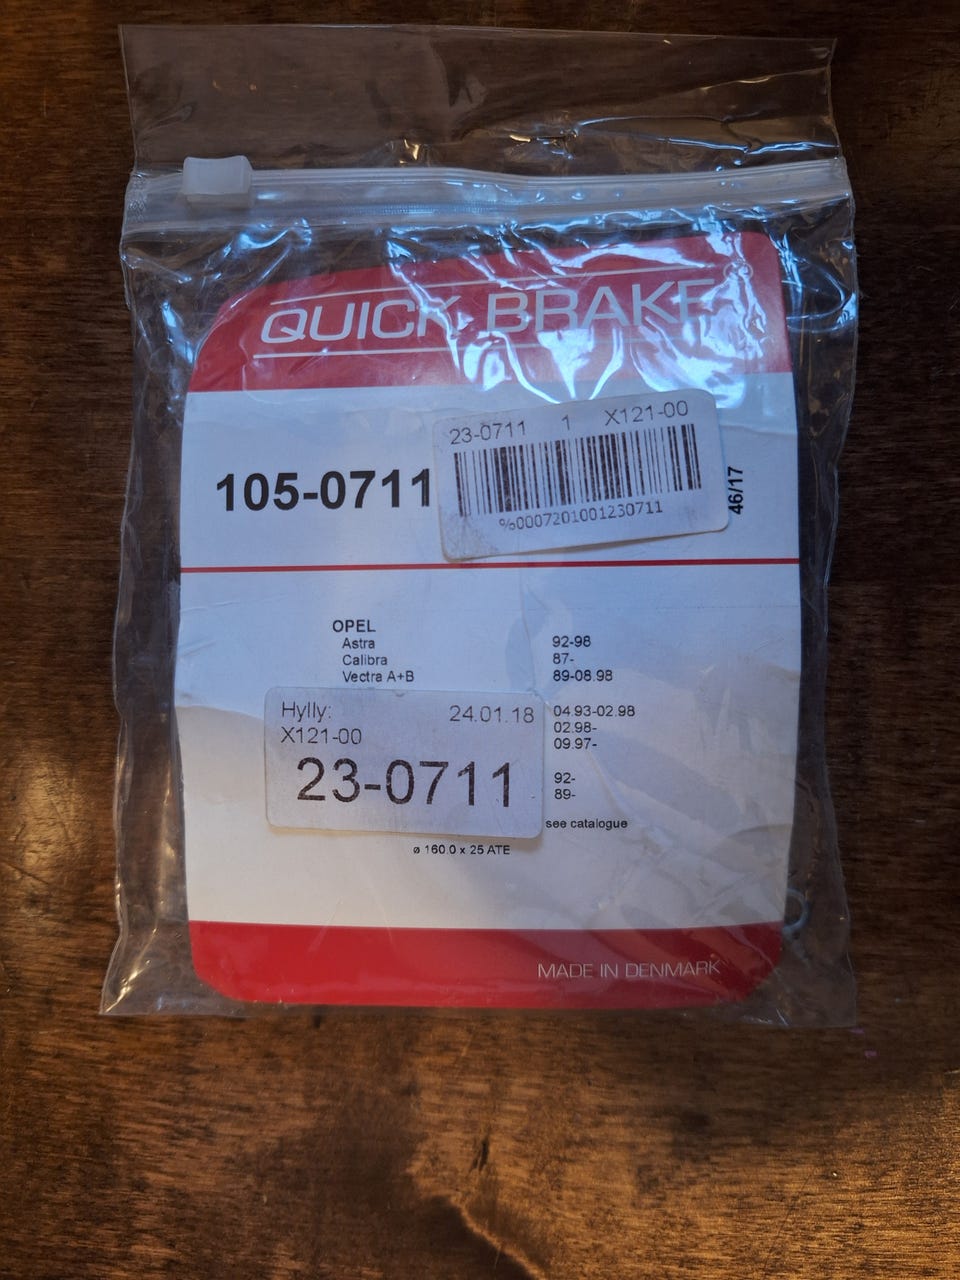 QUICK BRAKE
23-0711 1 X121-00
%0007201001230711
105-0711
46/17
OPEL
Astra 92-98
Calibra 87-
Vectra A+B 89-08.98
04.93-02.98
02.98-
09.97-
92-
89-
see catalogue
Hylly: 24.01.18
X121-00
23-0711
ø 160.0 x 25 ATE
MADE IN DENMARK